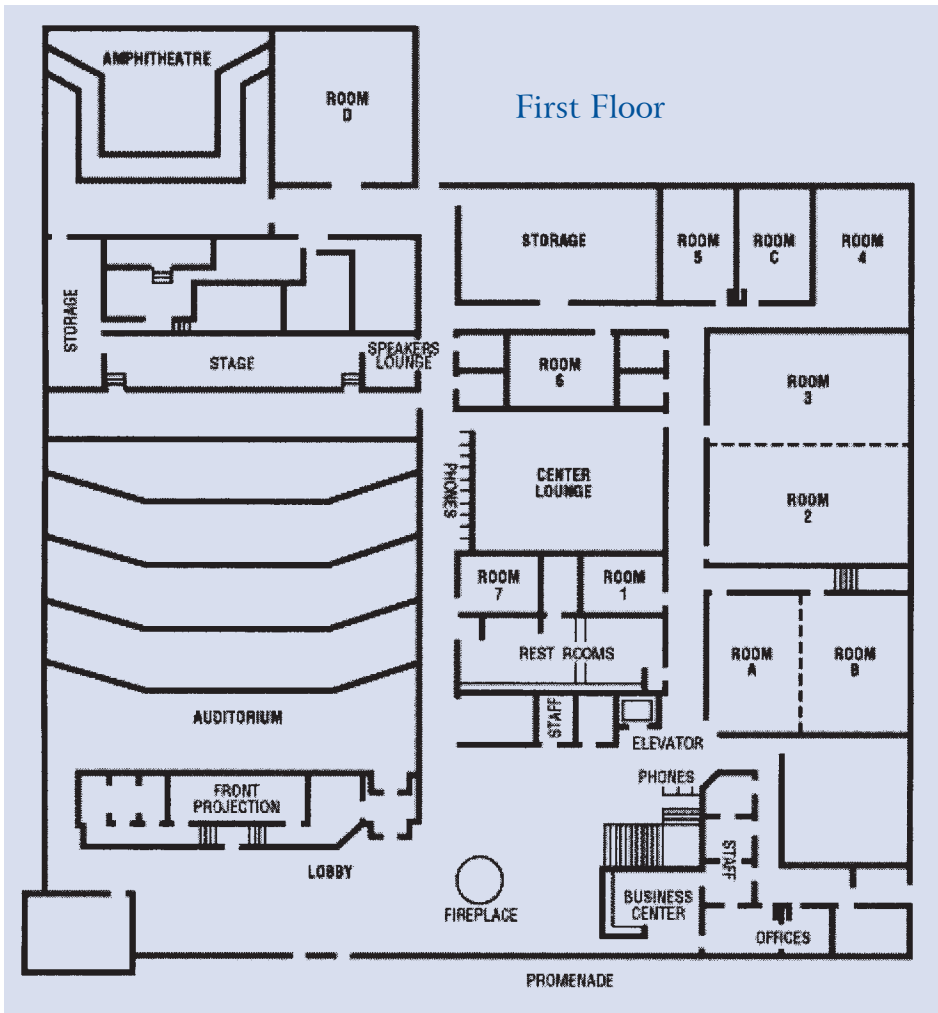 First Floor
AMPHITHEATRE
ROOM
D
STORAGE
ROOM
5
ROOM
C
ROOM
4
STORAGE
STAGE
SPEAKERS
LOUNGE
ROOM
6
ROOM
3
PHONES
CENTER
LOUNGE
ROOM
2
ROOM
7
ROOM
1
REST ROOMS
ROOM
A
ROOM
B
AUDITORIUM
STAFF
ELEVATOR
PHONES
FRONT
PROJECTION
STAFF
LOBBY
FIREPLACE
BUSINESS
CENTER
OFFICES
PROMENADE